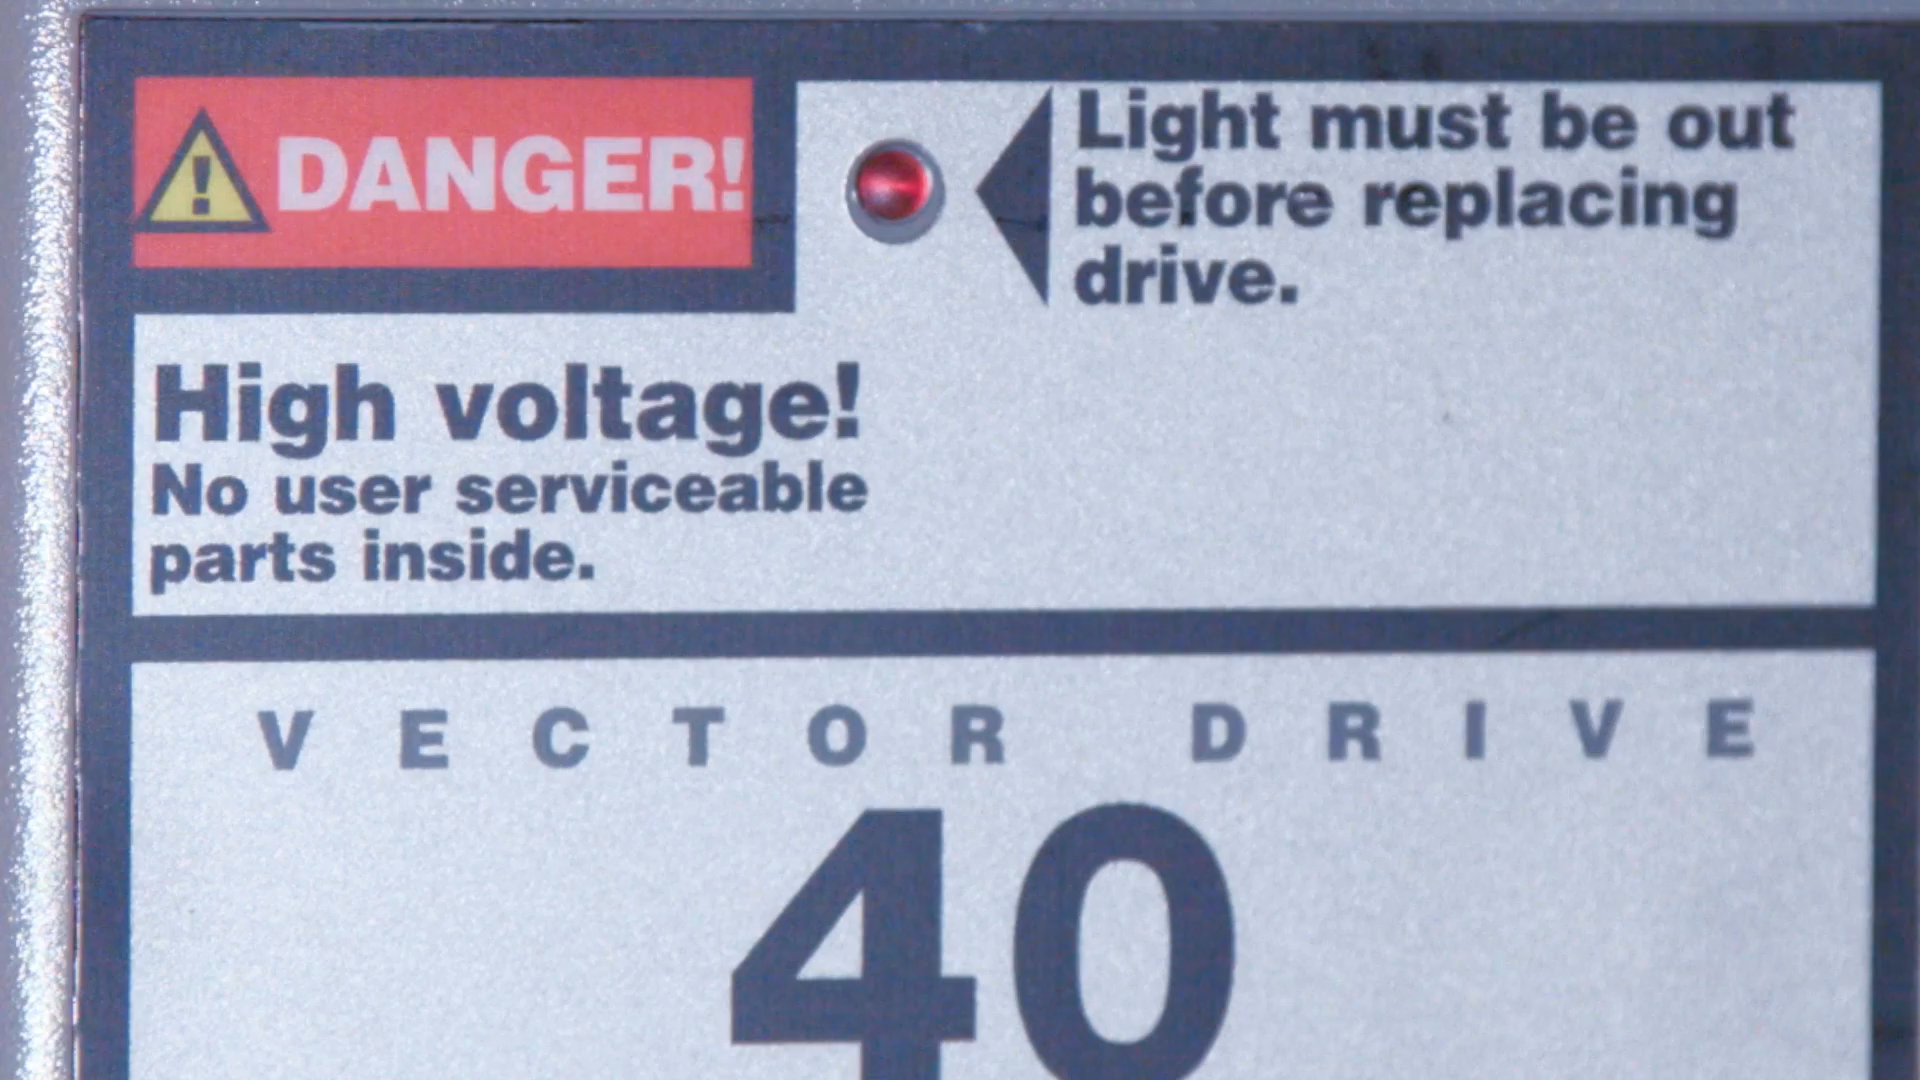 DANGER!
Light must be out
before replacing
drive.
High voltage!
No user serviceable
parts inside.
VECTOR DRIVE
40